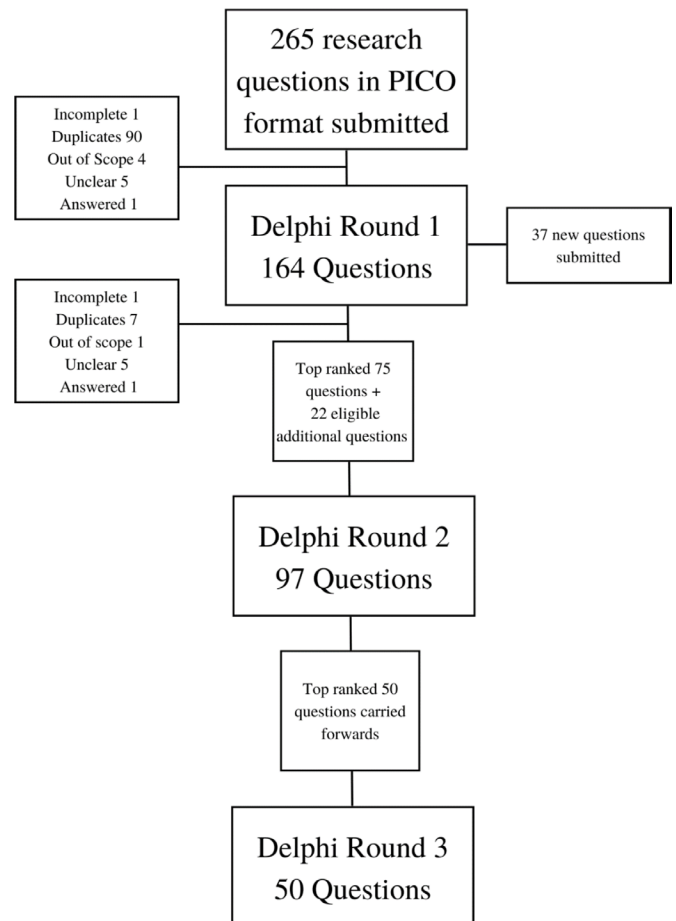 265 research
questions in PICO
format submitted
Incomplete 1
Duplicates 90
Out of Scope 4
Unclear 5
Answered 1
Delphi Round 1
164 Questions
37 new questions
submitted
Incomplete 1
Duplicates 7
Out of scope 1
Unclear 5
Answered 1
Top ranked 75
questions +
22 eligible
additional questions
Delphi Round 2
97 Questions
Top ranked 50
questions carried
forwards
Delphi Round 3
50 Questions